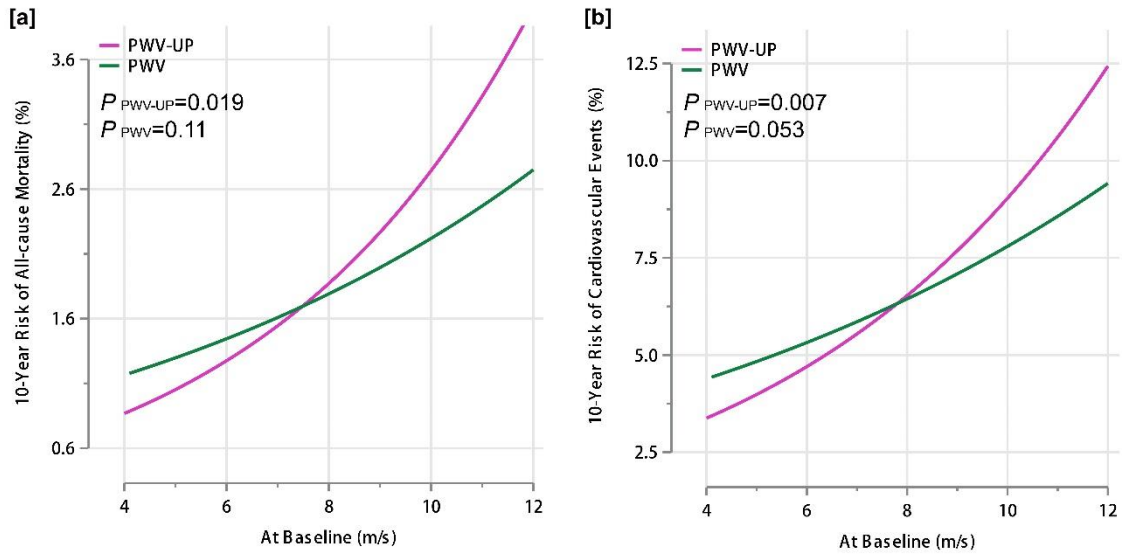 [a]
PWV-UP
PWV
P PWV-UP=0.019
P PWV=0.11
10-Year Risk of All-cause Mortality (%)
3.6
2.6
1.6
0.6
4 6 8 10 12
At Baseline (m/s)
[b]
PWV-UP
PWV
P PWV-UP=0.007
P PWV=0.053
10-Year Risk of Cardiovascular Events (%)
12.5
10.0
7.5
5.0
2.5
4 6 8 10 12
At Baseline (m/s)